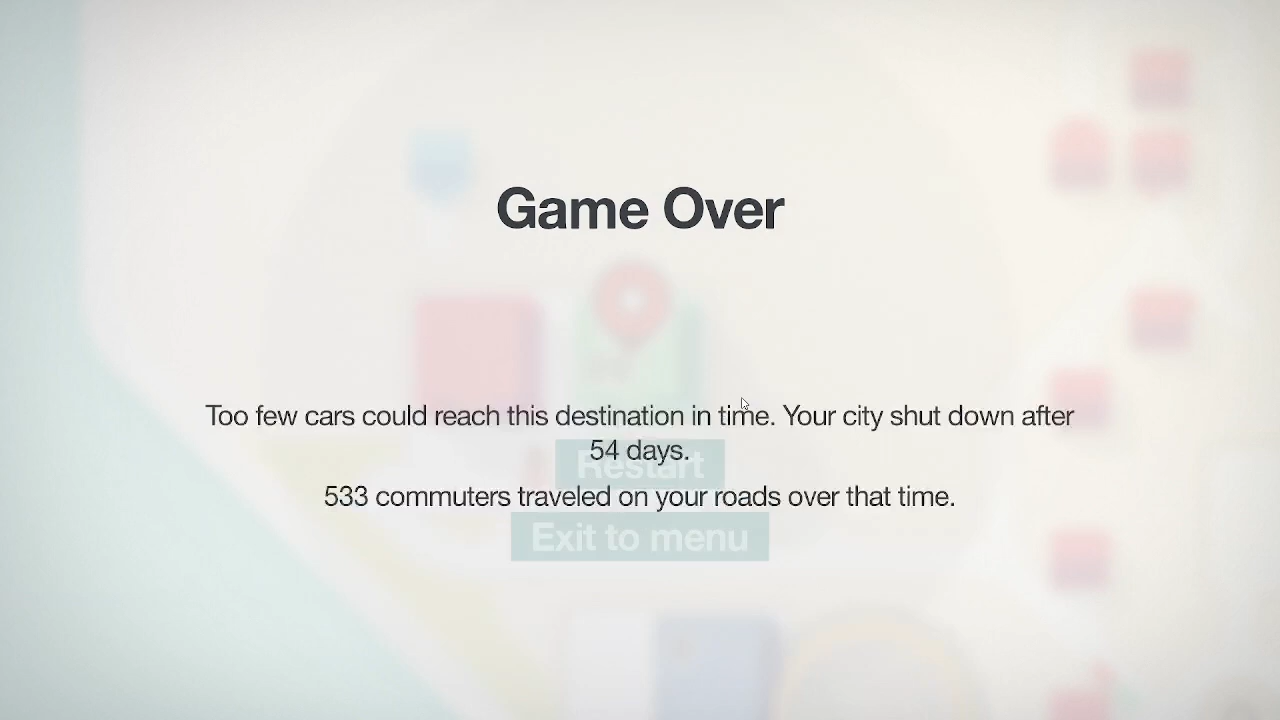 Game Over
Too few cars could reach this destination in time. Your city shut down after
54 days.
Restart
533 commuters traveled on your roads over that time.
Exit to menu